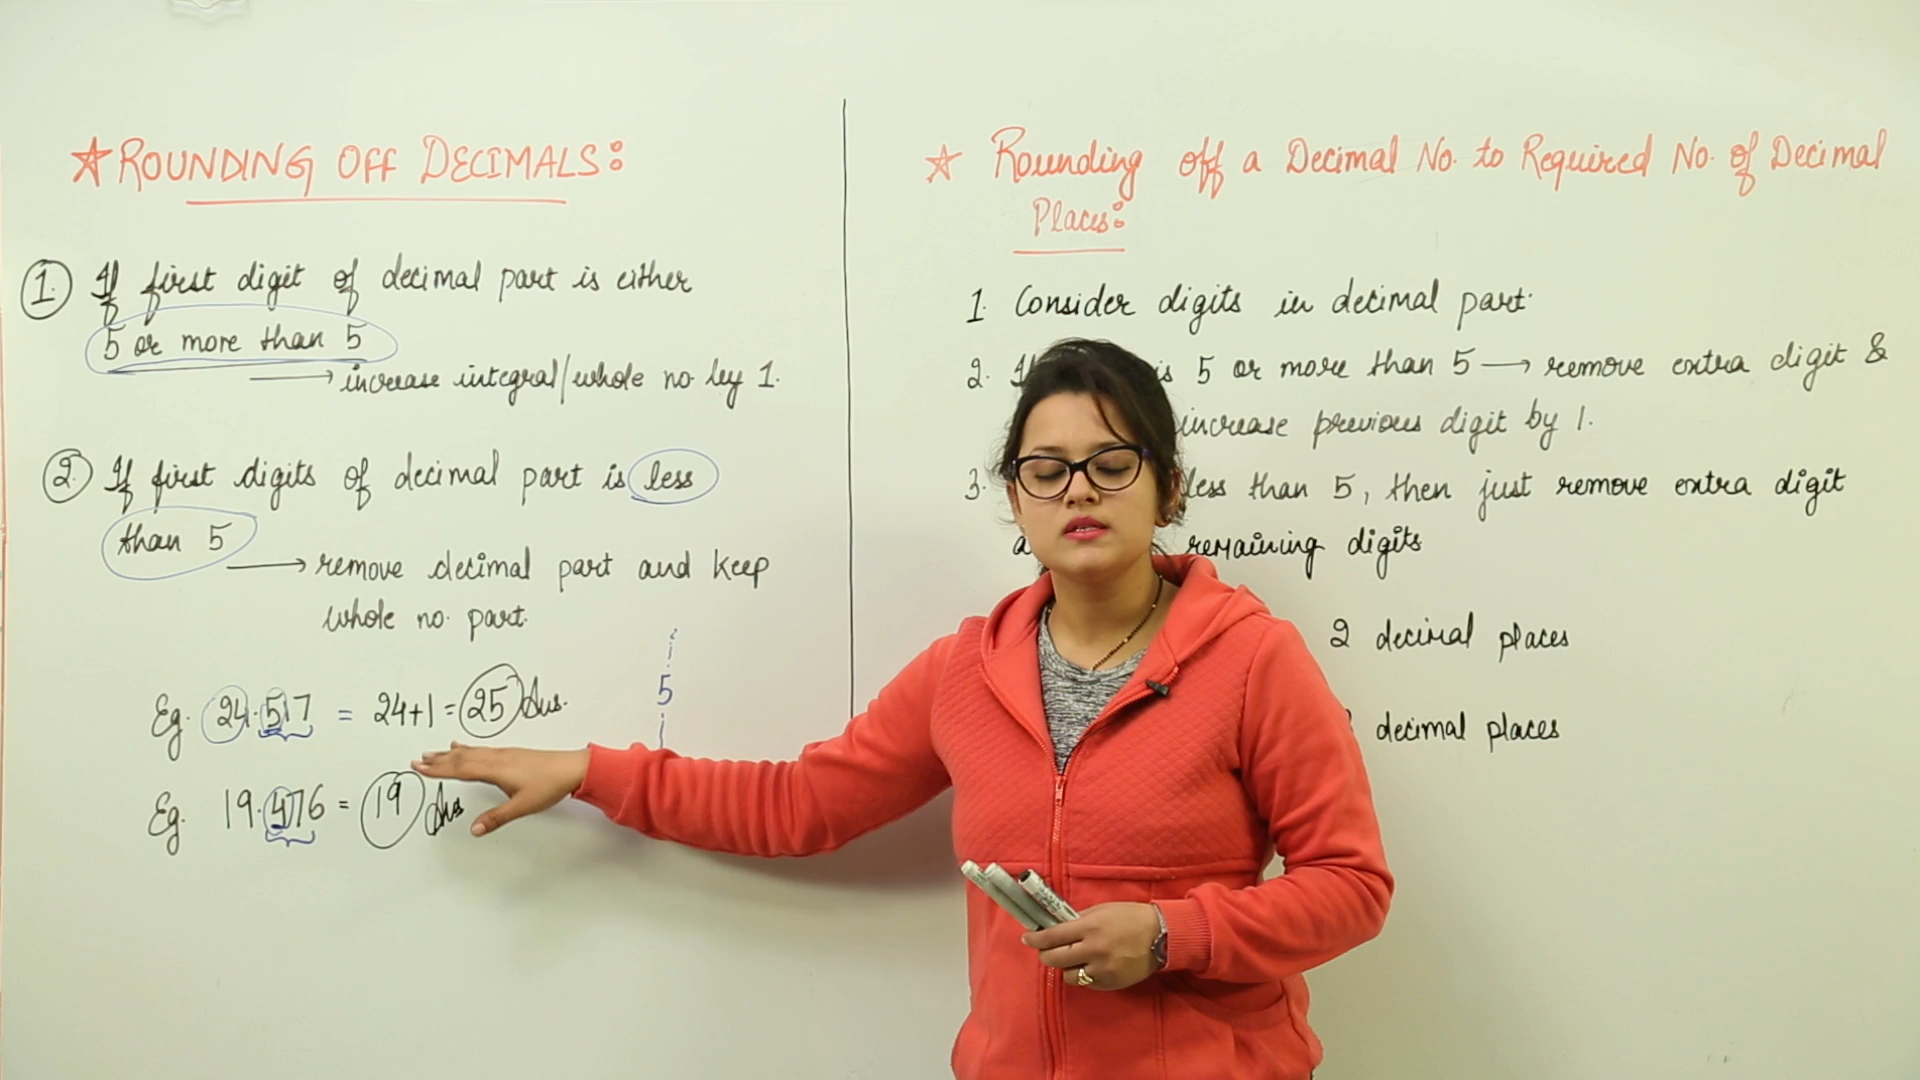 ☆ ROUNDING OFF DECIMALS:
1. If first digit of decimal part is either
5 or more than 5
→ increase integral/whole no. by 1.
2. If first digits of decimal part is less
than 5
→ remove decimal part and keep
whole no. part.
Eg. 24.517 = 24+1 = 25 Ans.
Eg. 19.476 = 19 Ans
5
☆ Rounding off a Decimal No. to Required No. of Decimal
Places:
1. Consider digits in decimal part.
2. is 5 or more than 5 → remove extra digit &
increase previous digit by 1.
3. less than 5, then just remove extra digit
remaining digits
2 decimal places
decimal places